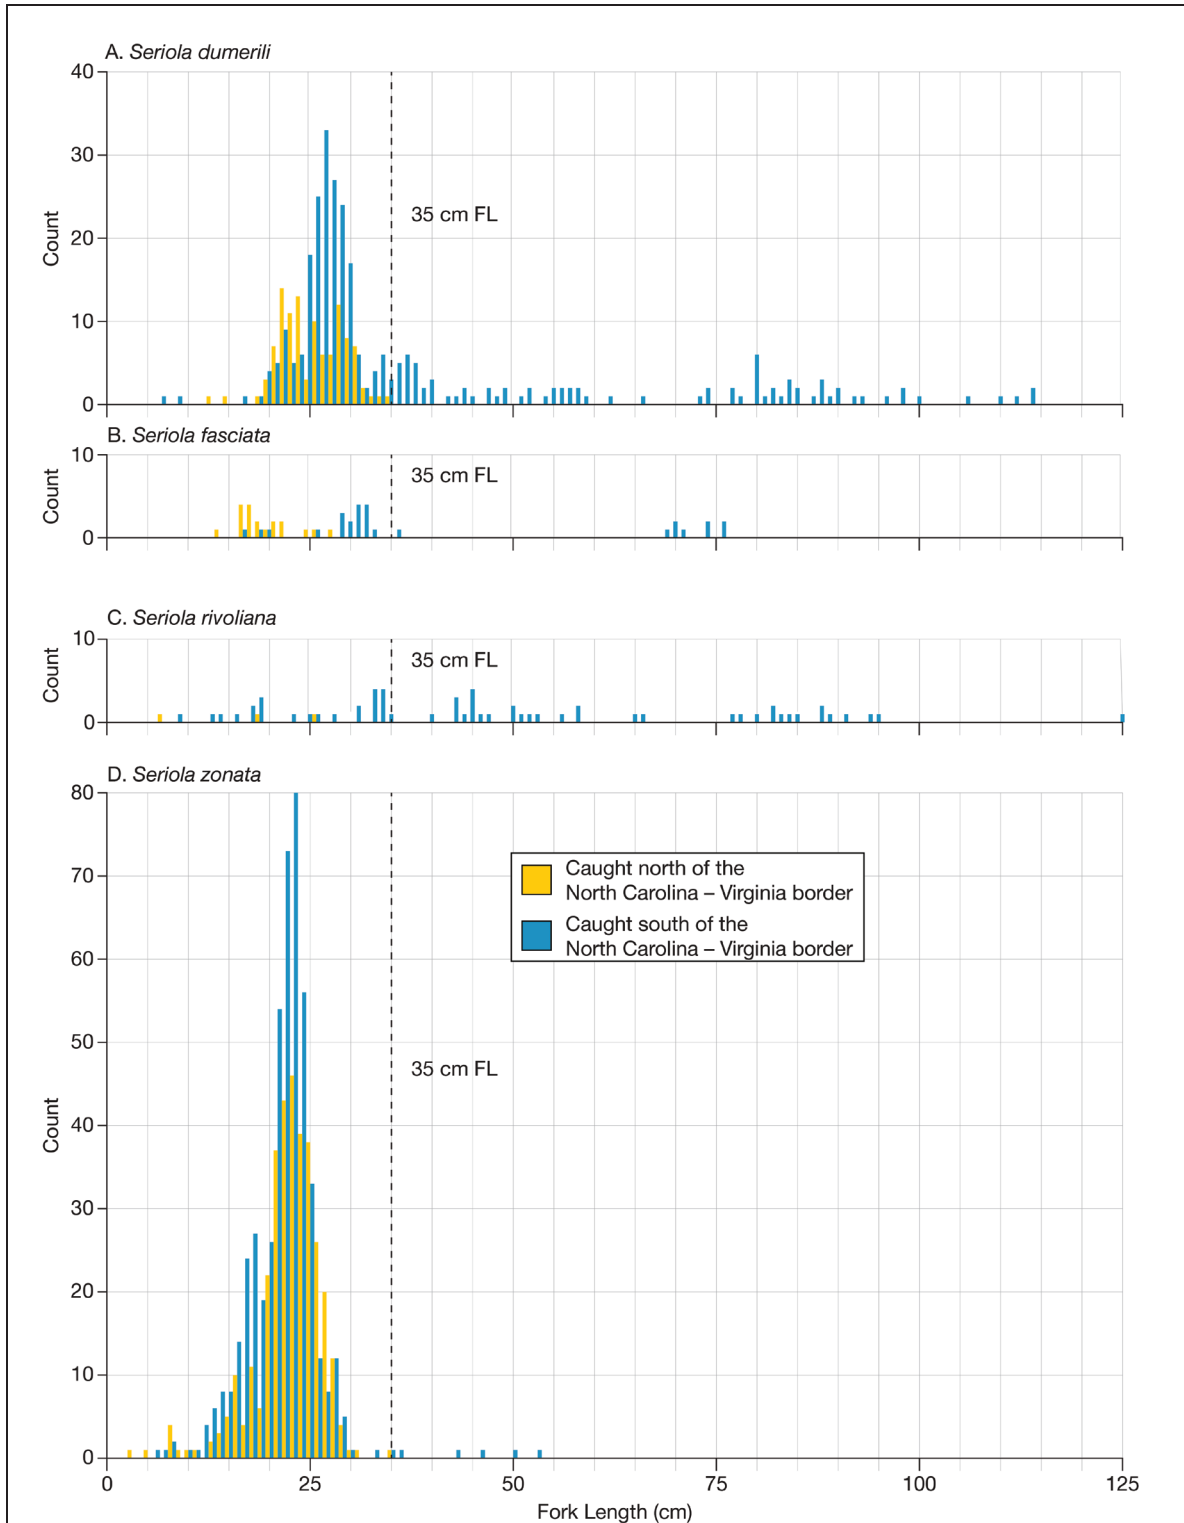 A. Seriola dumerili
40
30
20
10
0
Count
35 cm FL
B. Seriola fasciata
10
0
Count
35 cm FL
C. Seriola rivoliana
10
0
Count
35 cm FL
D. Seriola zonata
80
70
60
50
40
30
20
10
0
Count
Caught north of the
North Carolina – Virginia border
Caught south of the
North Carolina – Virginia border
35 cm FL
0 25 50 75 100 125
Fork Length (cm)